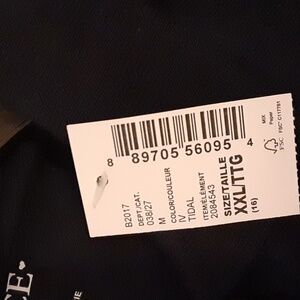 8 89705 56095 4
B2017
DEPT./CAT.
038/27
M
COLOR/COULEUR
IV
TIDAL
ITEM/ELÉMENT
2084543
SIZE/TAILLE
XXL/TTG
(16)
MIX
Paper